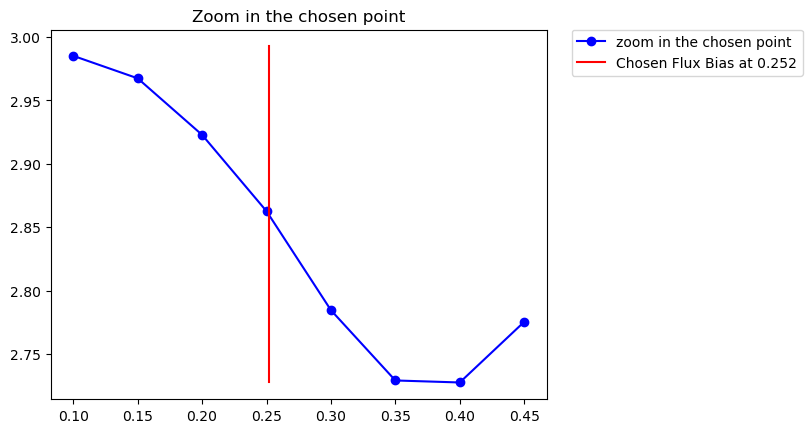 Zoom in the chosen point
3.00
2.95
2.90
2.85
2.80
2.75
0.10 0.15 0.20 0.25 0.30 0.35 0.40 0.45
zoom in the chosen point
Chosen Flux Bias at 0.252